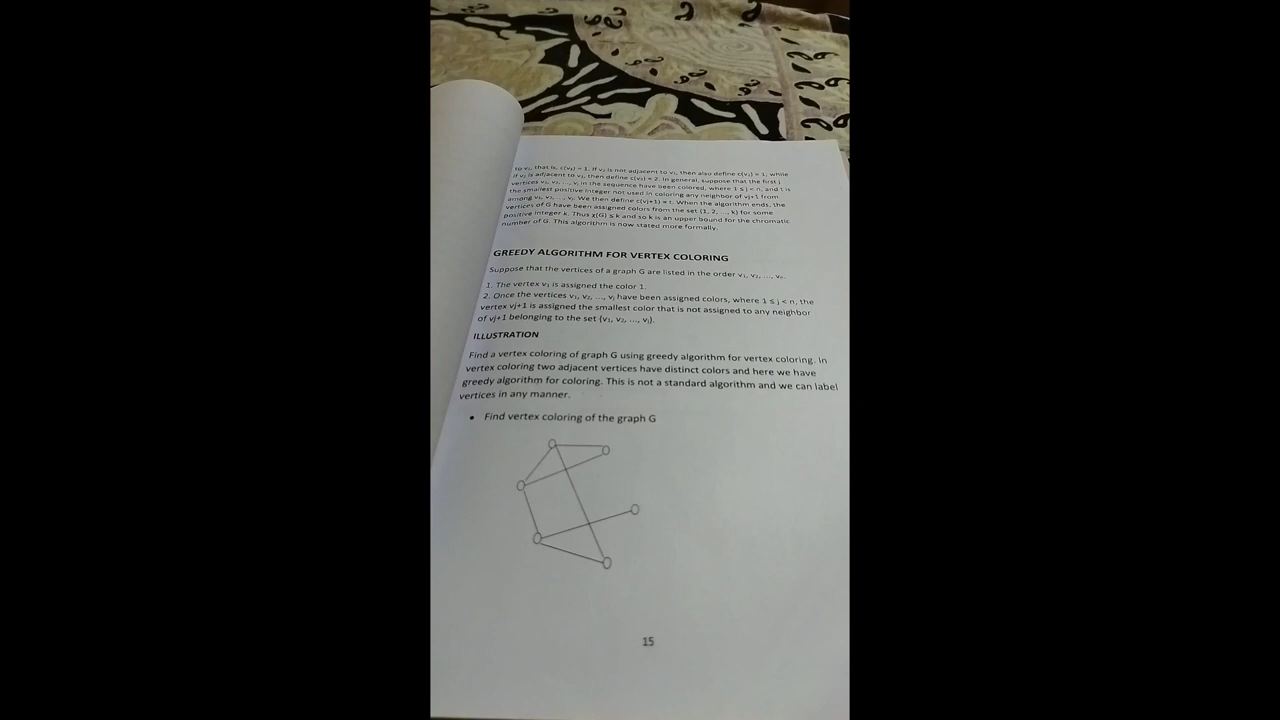 to v₁, that is, c(v₁) = 1. If v₂ is not adjacent to v₁, then also define c(v₂) = 1, while
if v₂ is adjacent to v₁, then define c(v₂) = 2. In general, suppose that the first j
vertices v₁, v₂, ..., vⱼ in the sequence have been colored, where 1 ≤ j < n, and t is
the smallest positive integer not used in coloring any neighbor of vj+1 from
among v₁, v₂, ..., vⱼ. We then define c(vj+1) = t. When the algorithm ends, the
vertices of G have been assigned colors from the set {1, 2, ..., k} for some
positive integer k. Thus χ(G) ≤ k and so k is an upper bound for the chromatic
number of G. This algorithm is now stated more formally.
GREEDY ALGORITHM FOR VERTEX COLORING
Suppose that the vertices of a graph G are listed in the order v₁, v₂, ..., vₙ.
1. The vertex v₁ is assigned the color 1.
2. Once the vertices v₁, v₂, ..., vⱼ have been assigned colors, where 1 ≤ j < n, the
vertex vj+1 is assigned the smallest color that is not assigned to any neighbor
of vj+1 belonging to the set {v₁, v₂, ..., vⱼ}.
ILLUSTRATION
Find a vertex coloring of graph G using greedy algorithm for vertex coloring. In
vertex coloring two adjacent vertices have distinct colors and here we have
greedy algorithm for coloring. This is not a standard algorithm and we can label
vertices in any manner.
• Find vertex coloring of the graph G
15